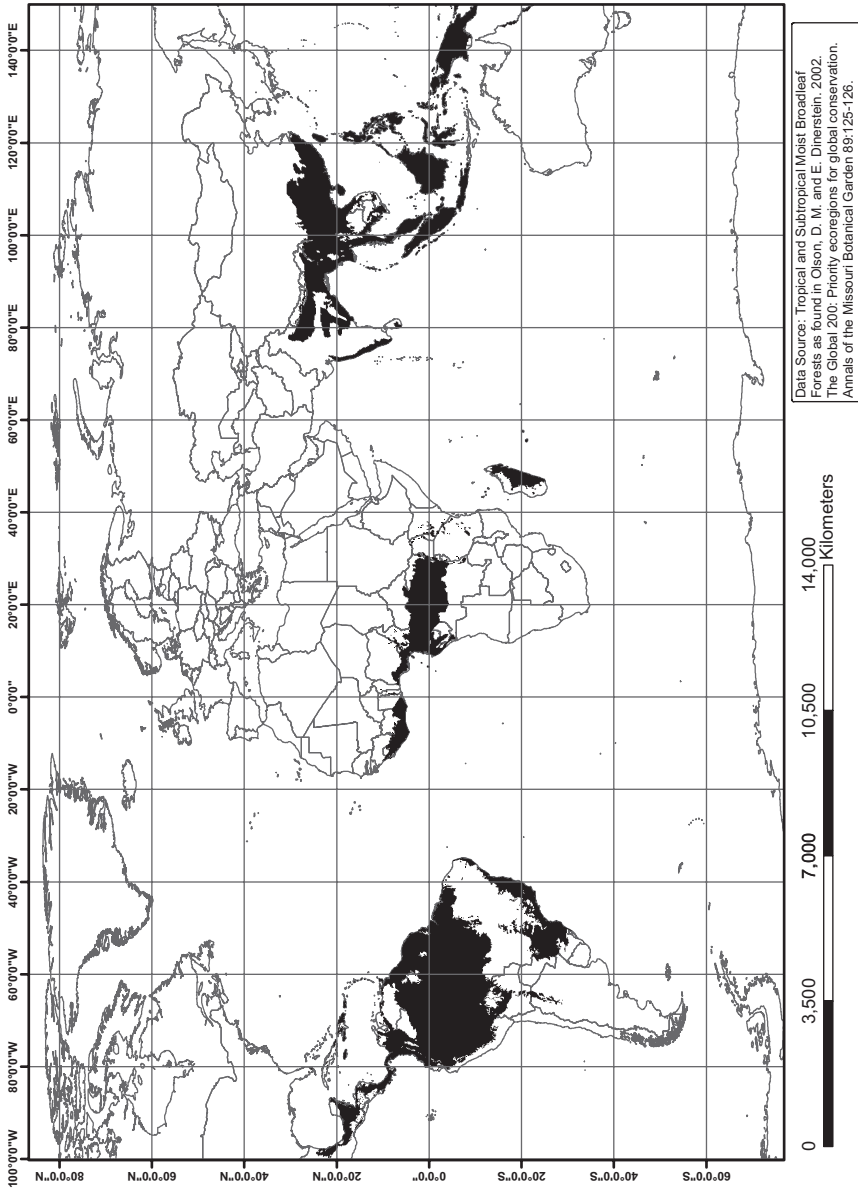 100°0'0"W
80°0'0"W
60°0'0"W
40°0'0"W
20°0'0"W
0°0'0"
20°0'0"E
40°0'0"E
60°0'0"E
80°0'0"E
100°0'0"E
120°0'0"E
140°0'0"E
80°0'0"N
60°0'0"N
40°0'0"N
20°0'0"N
0°0'0"
20°0'0"S
40°0'0"S
60°0'0"S
0 3,500 7,000 10,500 14,000
Kilometers
Data Source: Tropical and Subtropical Moist Broadleaf
Forests as found in Olson, D. M. and E. Dinerstein. 2002.
The Global 200: Priority ecoregions for global conservation.
Annals of the Missouri Botanical Garden 89:125-126.